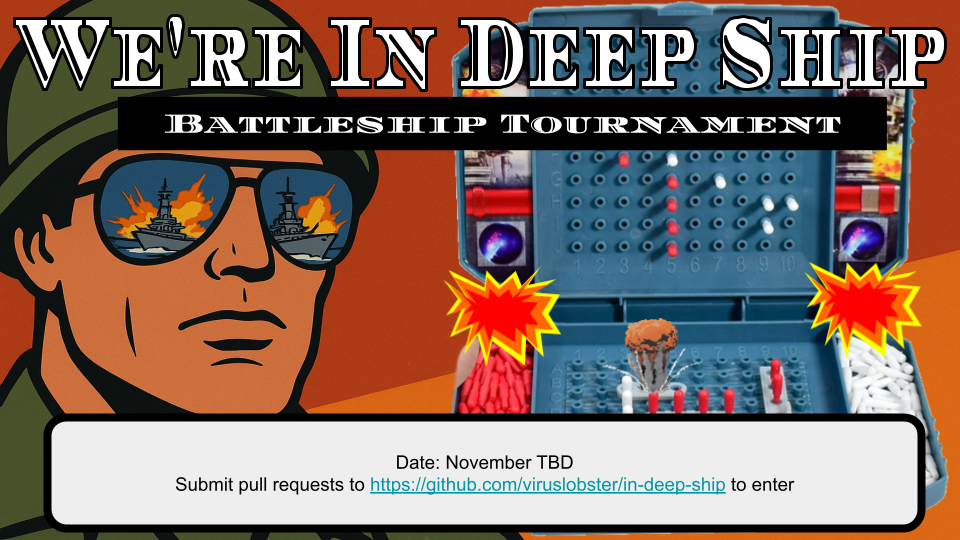 We're In Deep Ship
Battleship Tournament
1 2 3 4 5 6 7 8 9 10
Date: November TBD
Submit pull requests to https://github.com/viruslobster/in-deep-ship to enter